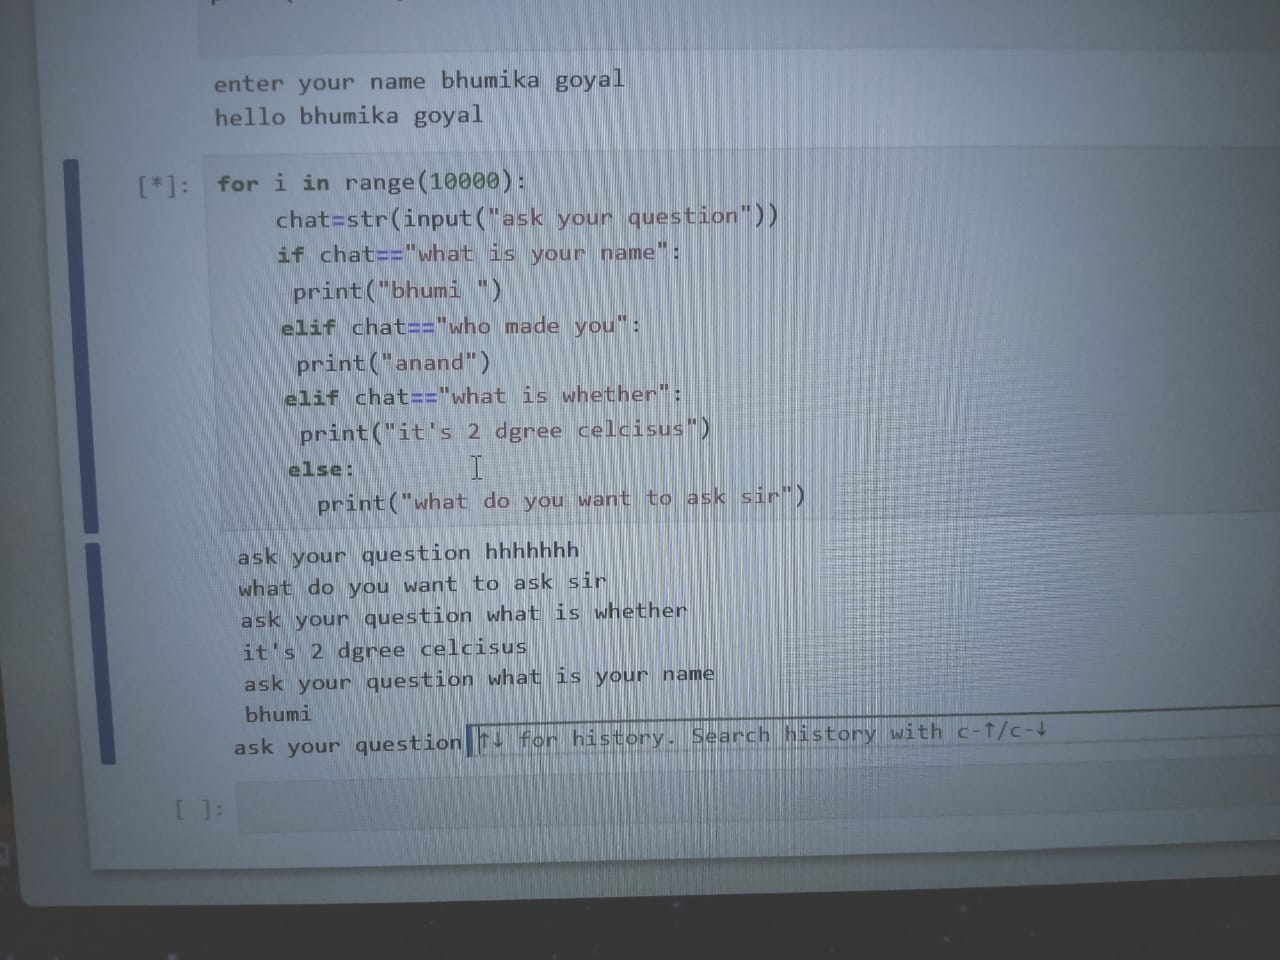 enter your name bhumika goyal
hello bhumika goyal
[*]: for i in range(10000):
    chat=str(input("ask your question"))
    if chat=="what is your name":
     print("bhumi ")
    elif chat=="who made you":
     print("anand")
    elif chat=="what is whether":
     print("it's 2 dgree celcisus")
    else:
      print("what do you want to ask sir")
ask your question hhhhhhh
what do you want to ask sir
ask your question what is whether
it's 2 dgree celcisus
ask your question what is your name
bhumi
ask your question ↑↓ for history. Search history with c-↑/c-↓
[ ]: